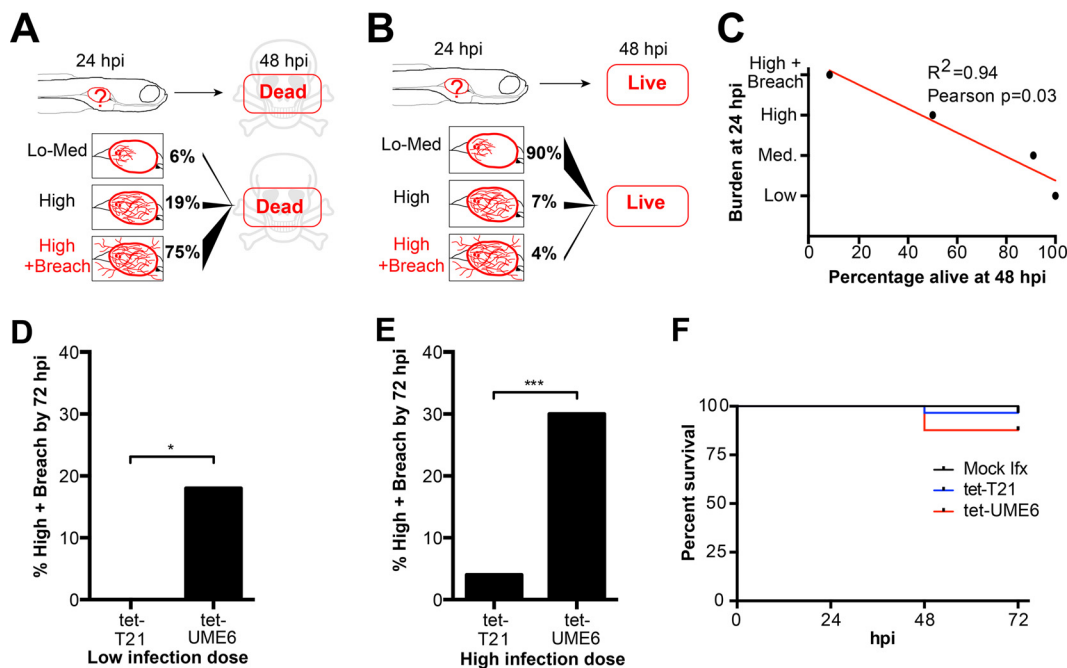 A
24 hpi
48 hpi
?
Dead
Lo-Med
6%
High
19%
Dead
High
+Breach
75%
B
24 hpi
48 hpi
?
Live
Lo-Med
90%
High
7%
Live
High
+Breach
4%
C
Burden at 24 hpi
High +
Breach
High
Med.
Low
R2=0.94
Pearson p=0.03
0 20 40 60 80 100
Percentage alive at 48 hpi
D
% High + Breach by 72 hpi
40
30
20
10
0
*
tet-
T21
tet-
UME6
Low infection dose
E
% High + Breach by 72 hpi
40
30
20
10
0
***
tet-
T21
tet-
UME6
High infection dose
F
Percent survival
100
75
50
25
0
Mock Ifx
tet-T21
tet-UME6
0 24 48 72
hpi